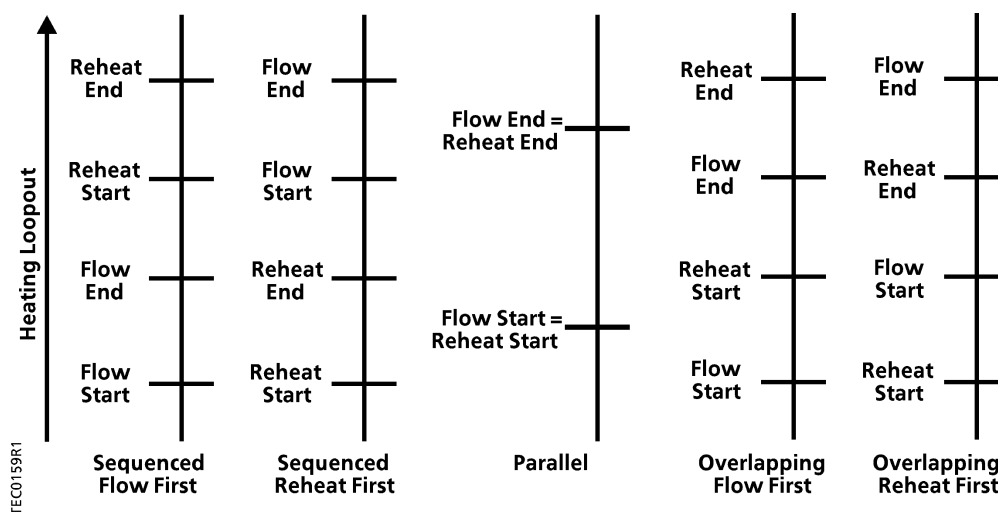 Heating Loopout
Reheat
End
Reheat
Start
Flow
End
Flow
Start
Sequenced
Flow First
Flow
End
Flow
Start
Reheat
End
Reheat
Start
Sequenced
Reheat First
Flow End =
Reheat End
Flow Start =
Reheat Start
Parallel
Reheat
End
Flow
End
Reheat
Start
Flow
Start
Overlapping
Flow First
Flow
End
Reheat
End
Flow
Start
Reheat
Start
Overlapping
Reheat First
TEC0159R1